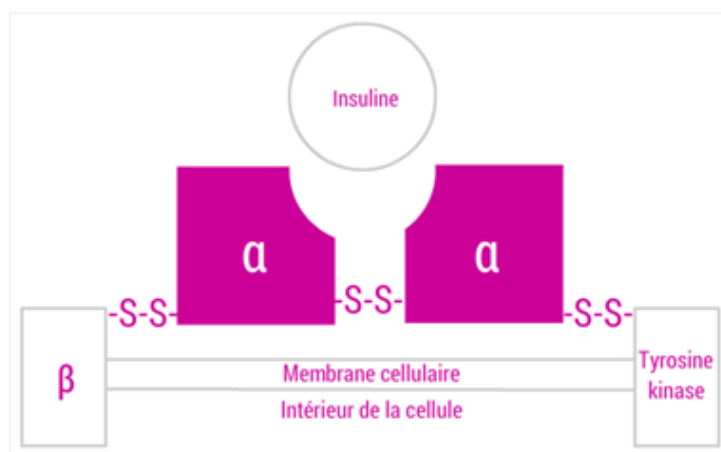 Insuline
α α
-S-S- -S-S- -S-S-
β
Membrane cellulaire
Intérieur de la cellule
Tyrosine
kinase